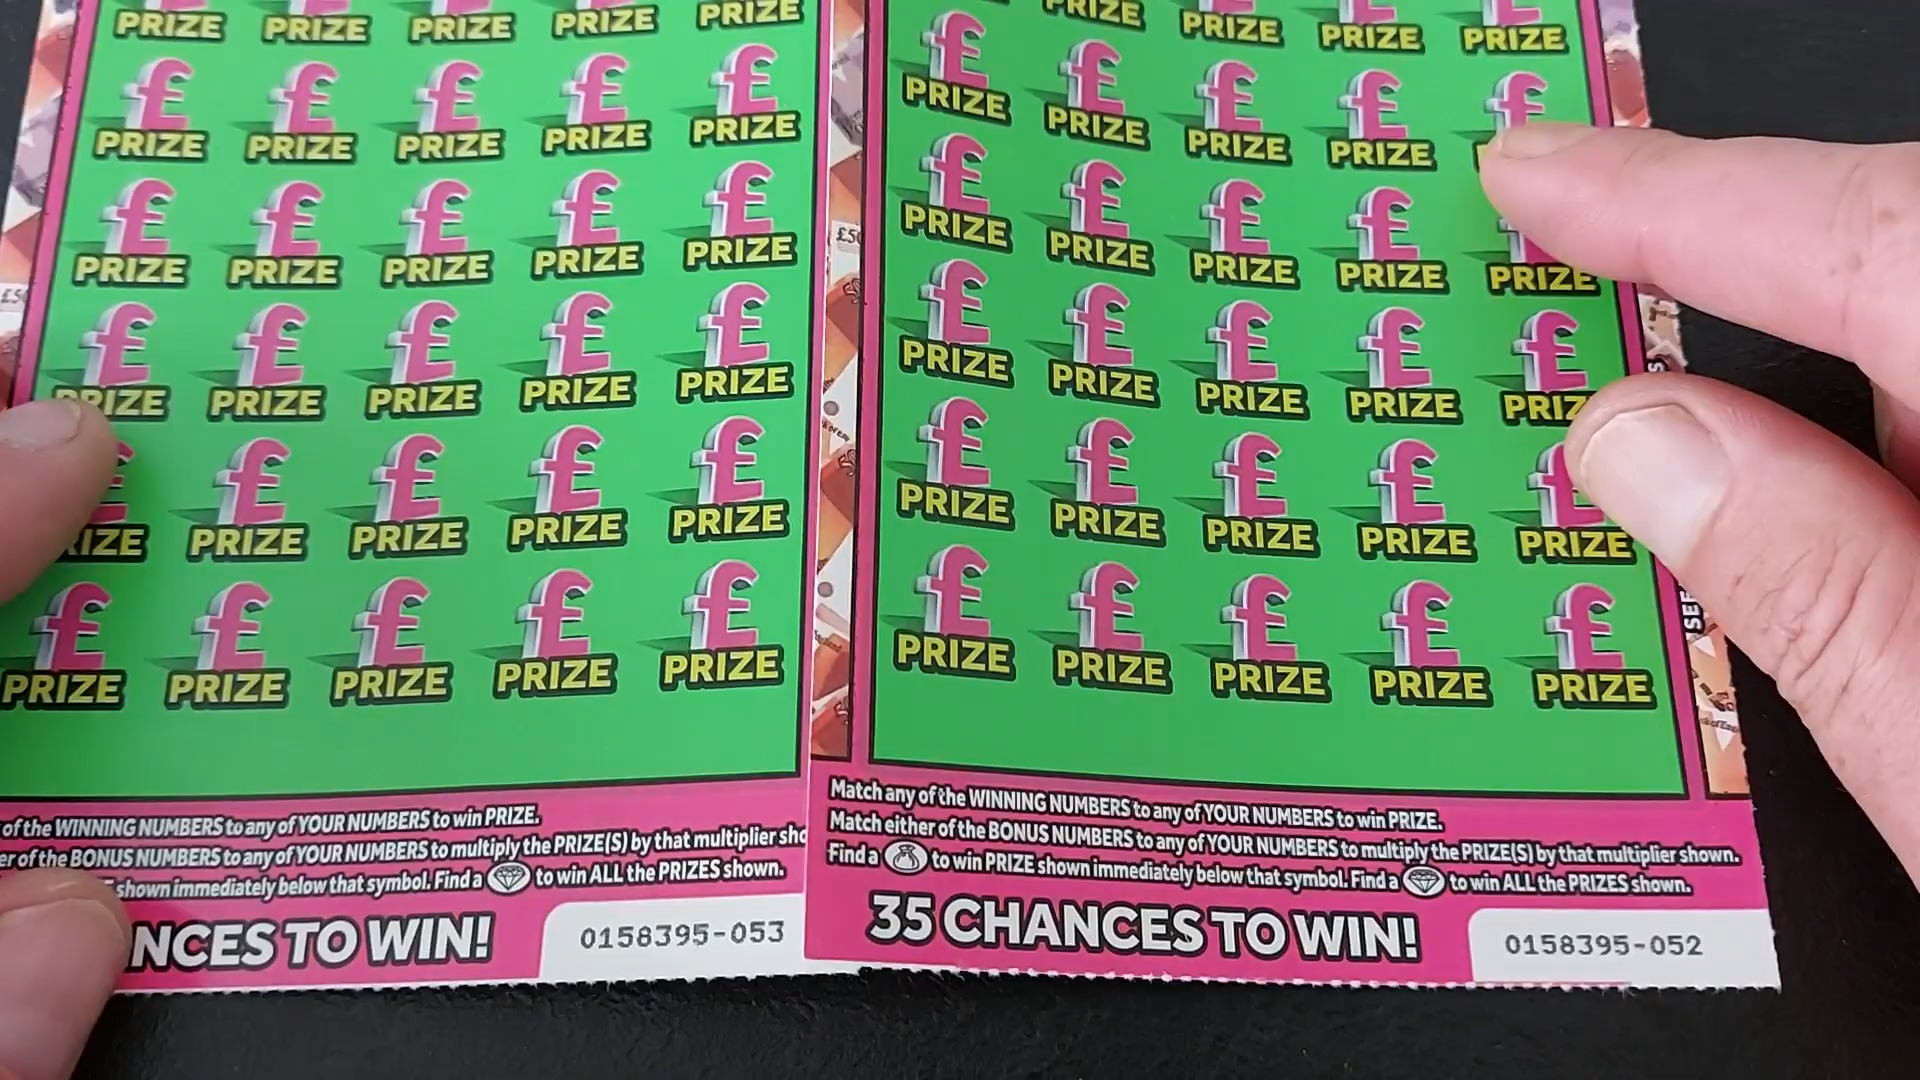 PRIZE PRIZE PRIZE PRIZE PRIZE
£ £ £ £ £
PRIZE PRIZE PRIZE PRIZE PRIZE
£ £ £ £ £
PRIZE PRIZE PRIZE PRIZE PRIZE
£ £ £ £ £
PRIZE PRIZE PRIZE PRIZE PRIZE
£ £ £ £ £
PRIZE PRIZE PRIZE PRIZE
£ £ £ £ £
PRIZE PRIZE PRIZE PRIZE PRIZE
of the WINNING NUMBERS to any of YOUR NUMBERS to win PRIZE.
of the BONUS NUMBERS to any of YOUR NUMBERS to multiply the PRIZE(S) by that multiplier
shown immediately below that symbol. Find a to win ALL the PRIZES shown.
TO WIN!
0158395-053
PRIZE PRIZE PRIZE PRIZE
£ £ £ £ £
PRIZE PRIZE PRIZE PRIZE
£ £ £ £
PRIZE PRIZE PRIZE PRIZE PRIZE
£ £ £ £ £
PRIZE PRIZE PRIZE PRIZE
£ £ £ £ £
PRIZE PRIZE PRIZE PRIZE PRIZE
£ £ £ £ £
PRIZE PRIZE PRIZE PRIZE PRIZE
Match any of the WINNING NUMBERS to any of YOUR NUMBERS to win PRIZE.
Match either of the BONUS NUMBERS to any of YOUR NUMBERS to multiply the PRIZE(S) by that multiplier shown.
Find a to win PRIZE shown immediately below that symbol. Find a to win ALL the PRIZES shown.
35 CHANCES TO WIN!
0158395-052